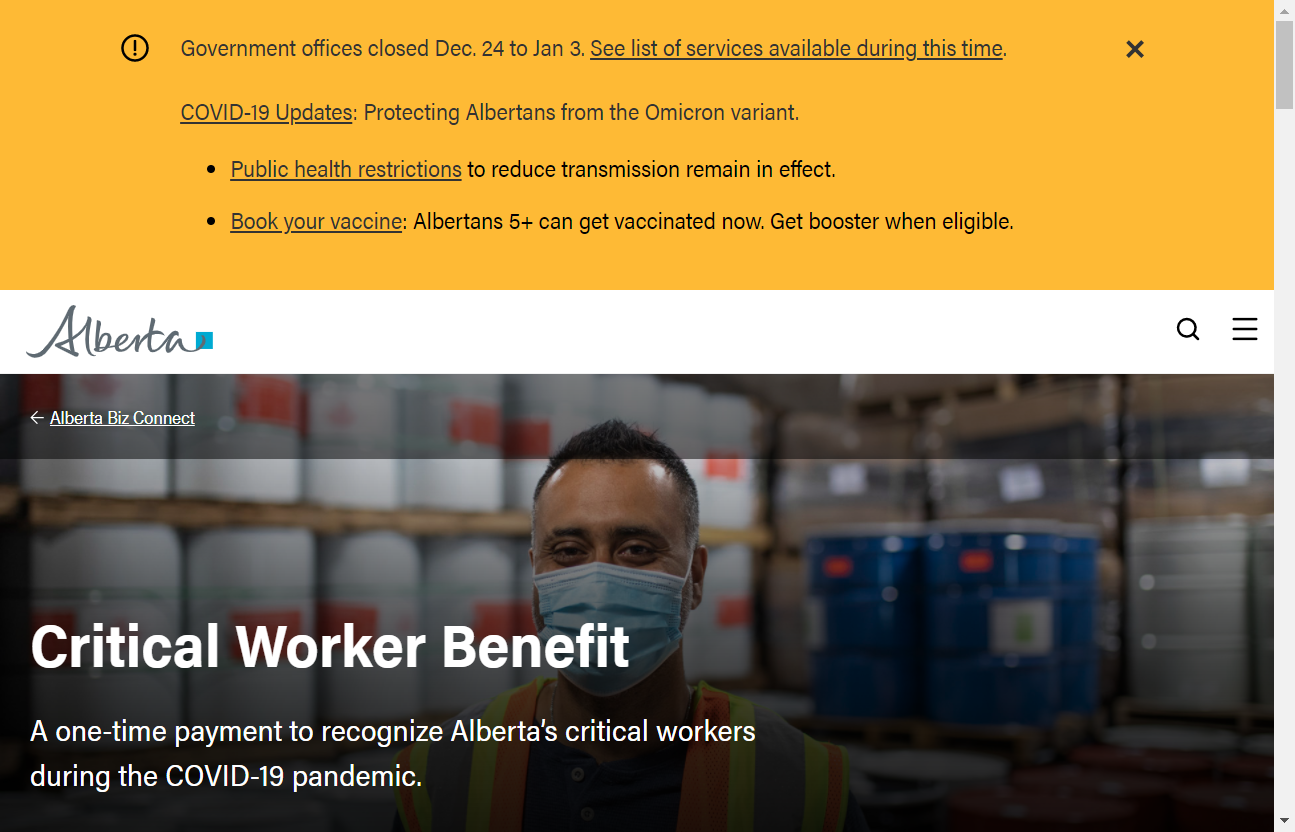 Government offices closed Dec. 24 to Jan 3. See list of services available during this time.
COVID-19 Updates: Protecting Albertans from the Omicron variant.
• Public health restrictions to reduce transmission remain in effect.
• Book your vaccine: Albertans 5+ can get vaccinated now. Get booster when eligible.
Alberta
← Alberta Biz Connect
Critical Worker Benefit
A one-time payment to recognize Alberta’s critical workers
during the COVID-19 pandemic.